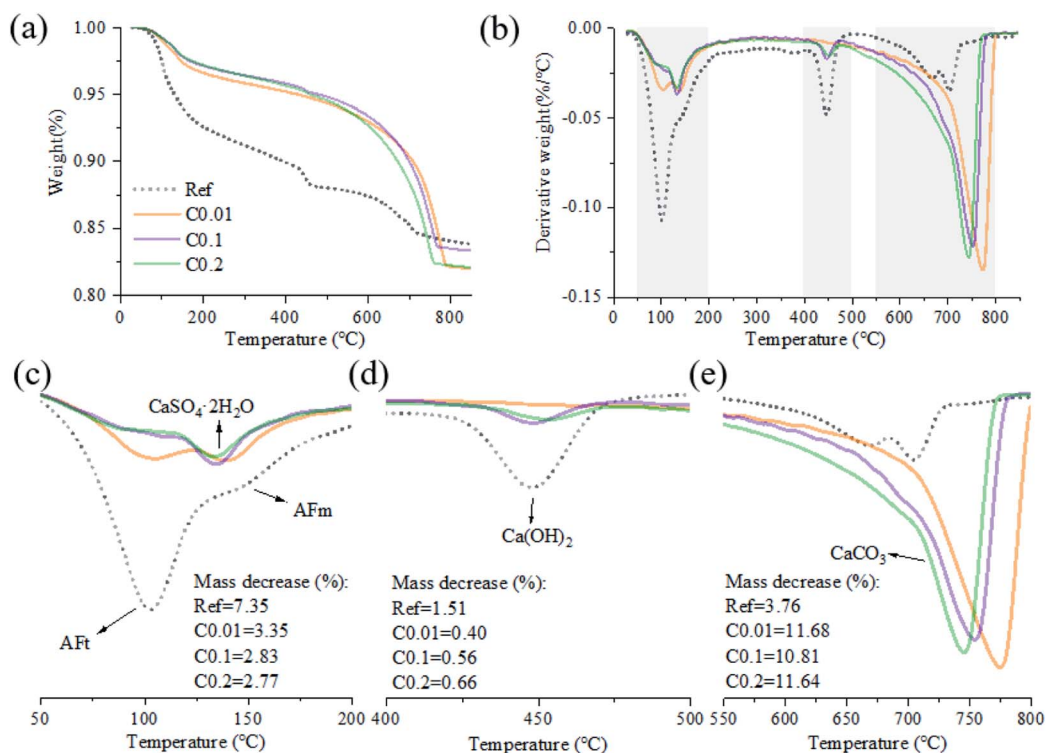 (a)
1.00
0.95
0.90
0.85
0.80
Weight(%)
Ref
C0.01
C0.1
C0.2
0 200 400 600 800
Temperature (℃)
(b)
0.00
-0.05
-0.10
-0.15
Derivative weight(%/℃)
0 100 200 300 400 500 600 700 800
Temperature (℃)
(c)
CaSO₄·2H₂O
AFm
AFt
Mass decrease (%):
Ref=7.35
C0.01=3.35
C0.1=2.83
C0.2=2.77
50 100 150 200
Temperature (℃)
(d)
Ca(OH)₂
Mass decrease (%):
Ref=1.51
C0.01=0.40
C0.1=0.56
C0.2=0.66
400 450 500
Temperature (℃)
(e)
CaCO₃
Mass decrease (%):
Ref=3.76
C0.01=11.68
C0.1=10.81
C0.2=11.64
550 600 650 700 750 800
Temperature (℃)